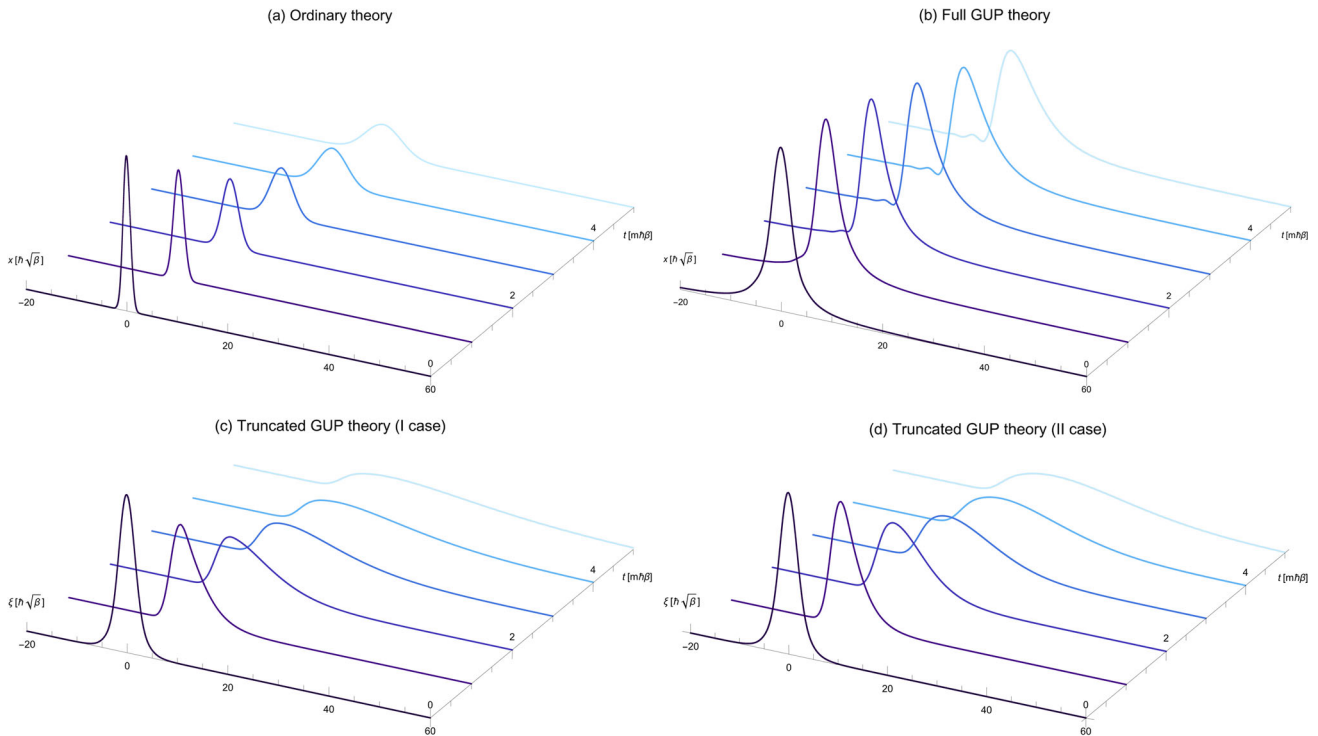 (a) Ordinary theory
x [ħ √β]
−20
0
20
40
60
0
2
4
t [mħβ]
(b) Full GUP theory
x [ħ √β]
−20
0
20
40
60
0
2
4
t [mħβ]
(c) Truncated GUP theory (I case)
ξ [ħ √β]
−20
0
20
40
60
0
2
4
t [mħβ]
(d) Truncated GUP theory (II case)
ξ [ħ √β]
−20
0
20
40
60
0
2
4
t [mħβ]